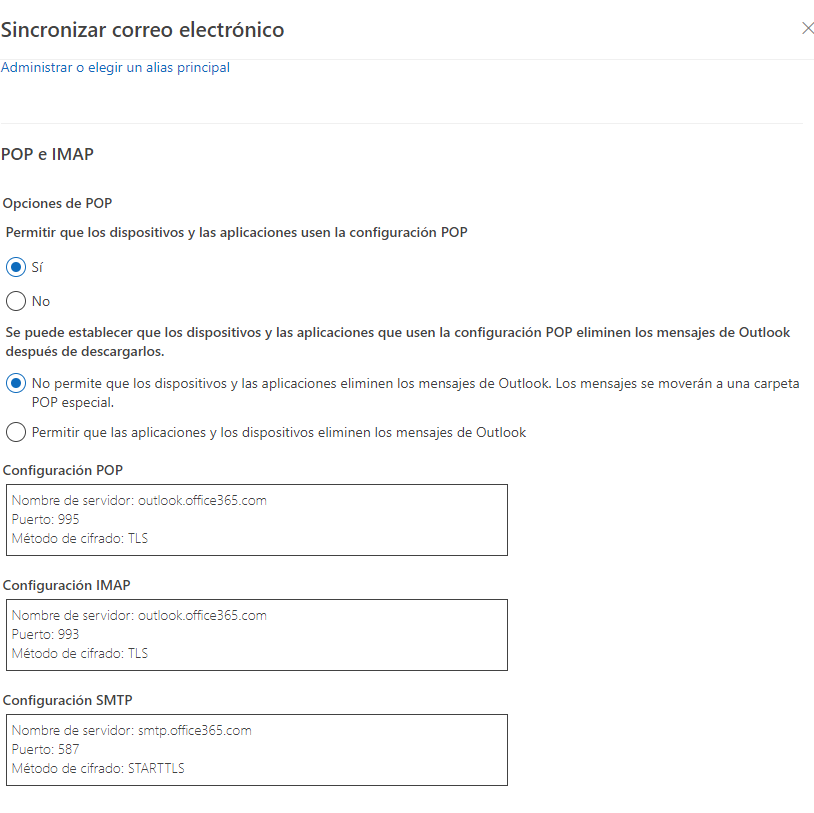 Sincronizar correo electrónico
Administrar o elegir un alias principal
POP e IMAP
Opciones de POP
Permitir que los dispositivos y las aplicaciones usen la configuración POP
Sí
No
Se puede establecer que los dispositivos y las aplicaciones que usen la configuración POP eliminen los mensajes de Outlook
después de descargarlos.
No permite que los dispositivos y las aplicaciones eliminen los mensajes de Outlook. Los mensajes se moverán a una carpeta
POP especial.
Permitir que las aplicaciones y los dispositivos eliminen los mensajes de Outlook
Configuración POP
Nombre de servidor: outlook.office365.com
Puerto: 995
Método de cifrado: TLS
Configuración IMAP
Nombre de servidor: outlook.office365.com
Puerto: 993
Método de cifrado: TLS
Configuración SMTP
Nombre de servidor: smtp.office365.com
Puerto: 587
Método de cifrado: STARTTLS